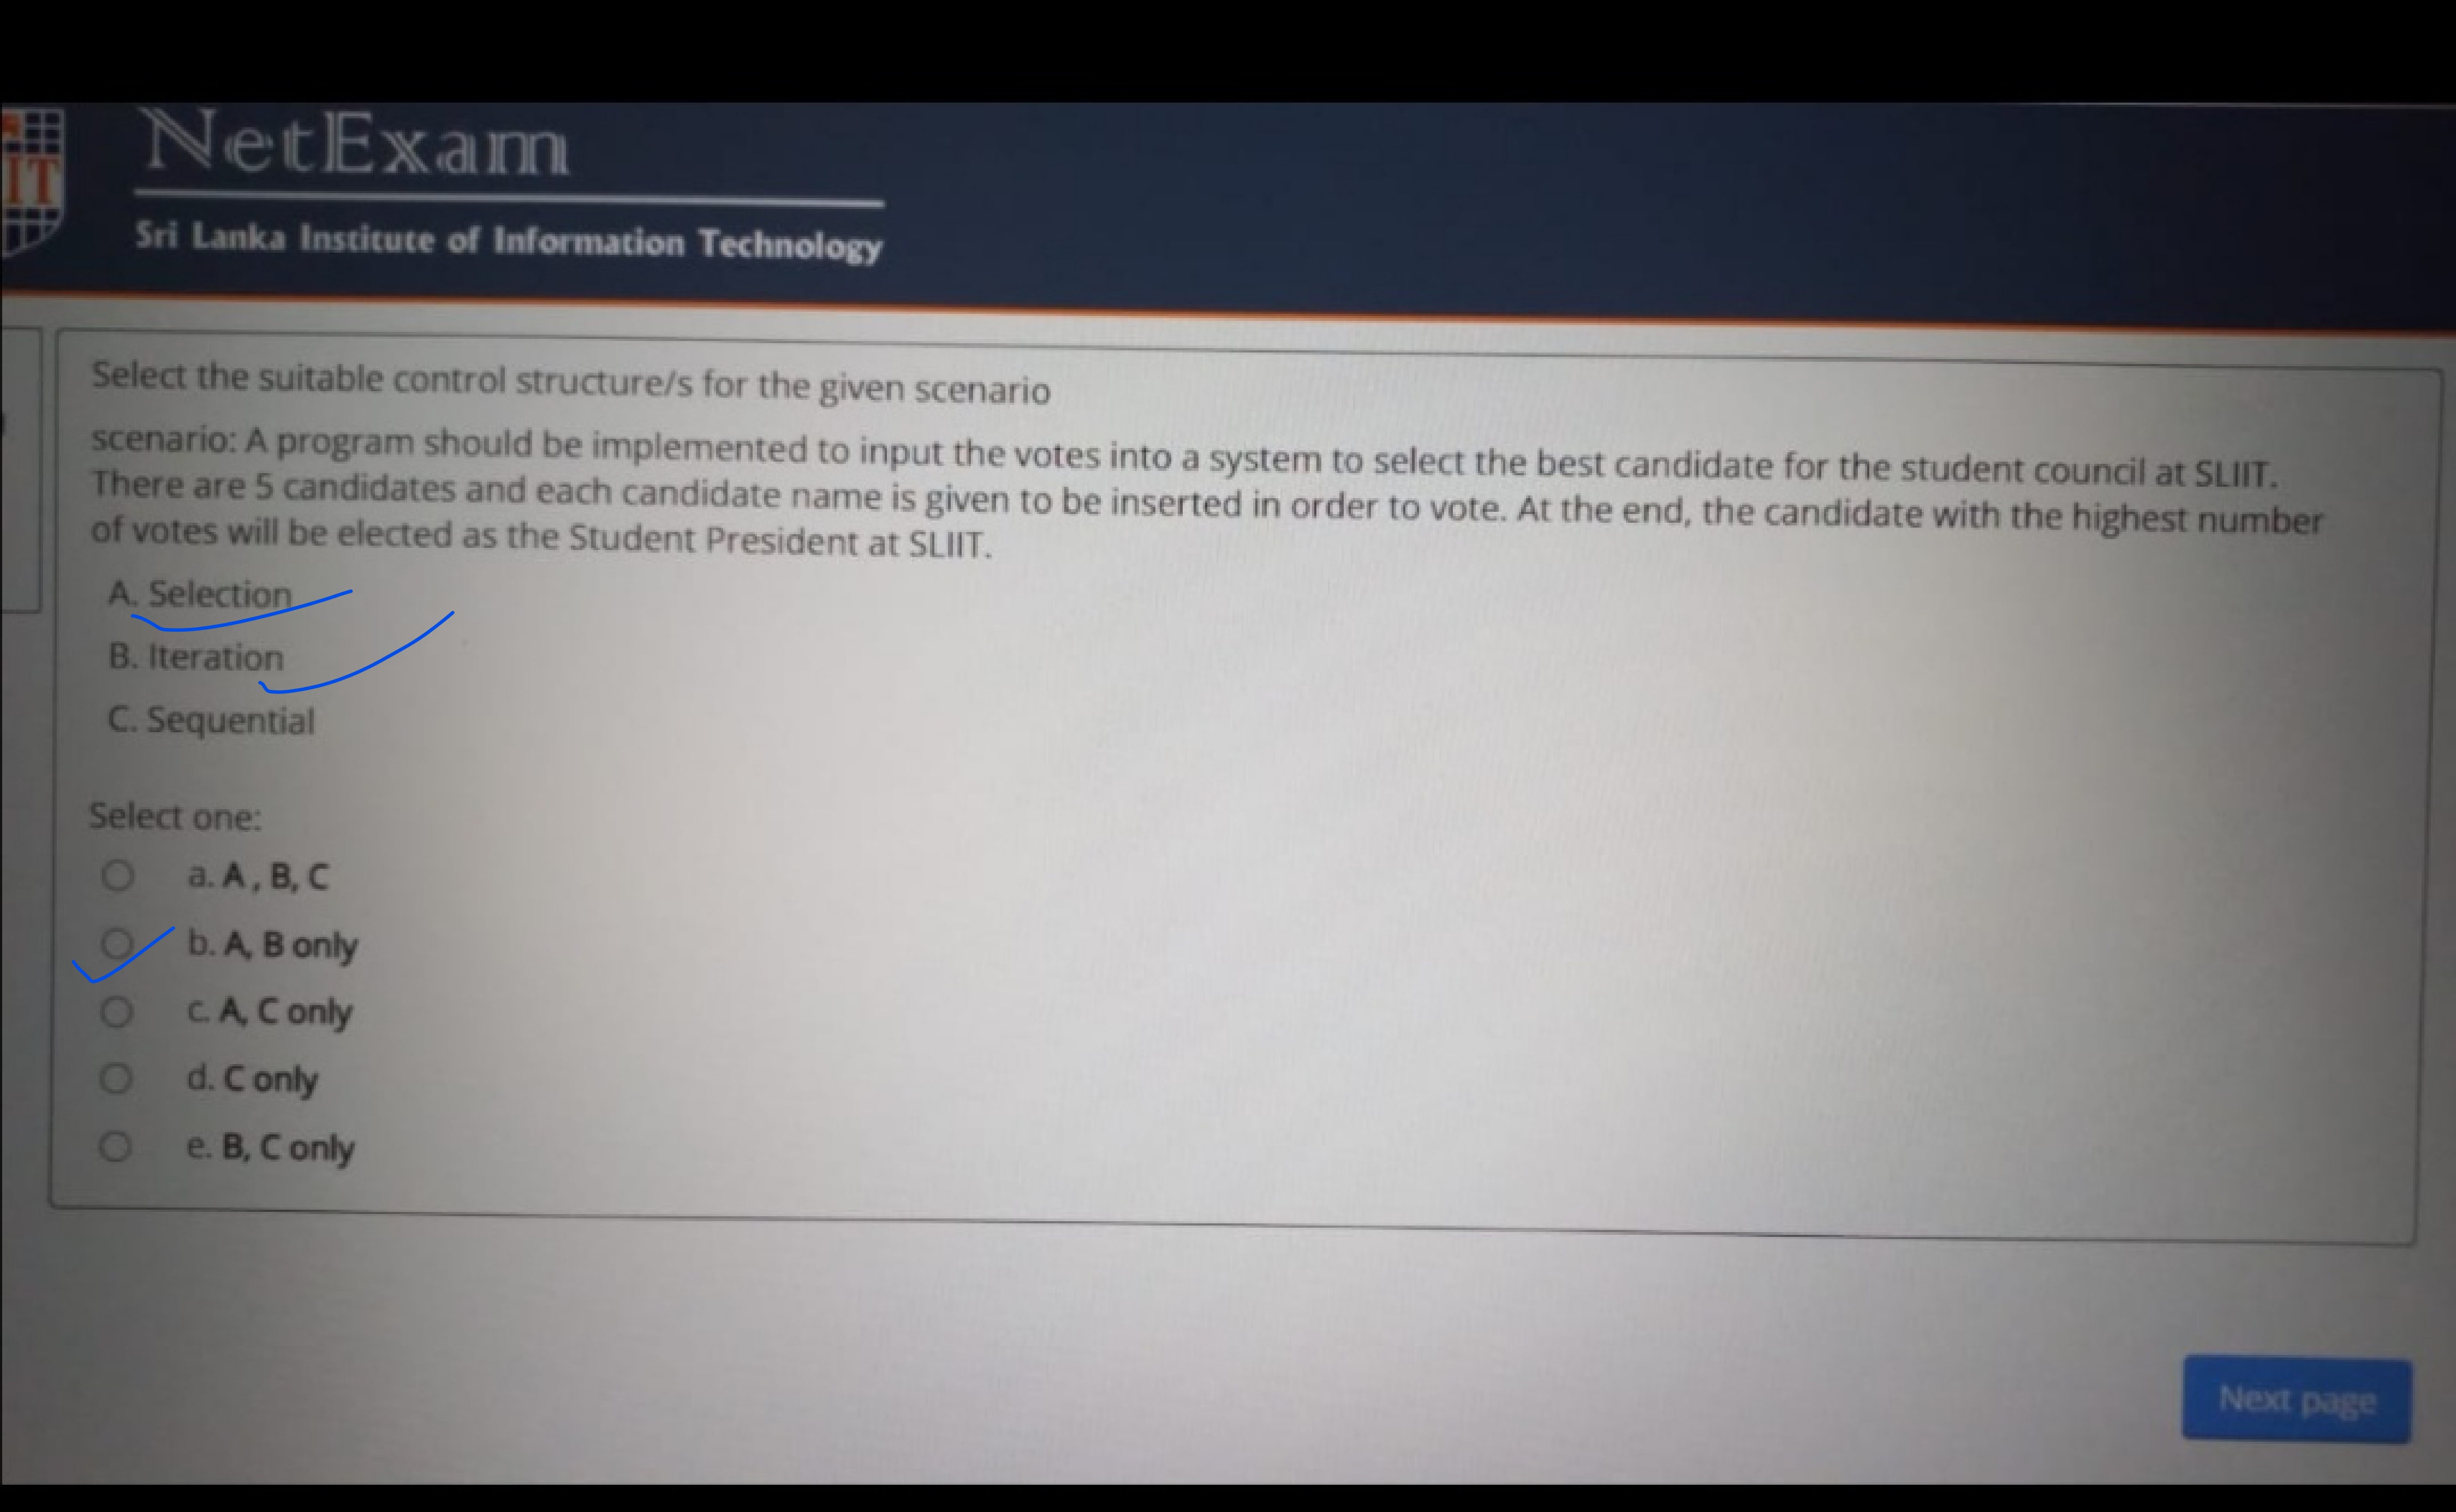 NetExam
IT
Sri Lanka Institute of Information Technology
Select the suitable control structure/s for the given scenario
scenario: A program should be implemented to input the votes into a system to select the best candidate for the student council at SLIIT.
There are 5 candidates and each candidate name is given to be inserted in order to vote. At the end, the candidate with the highest number
of votes will be elected as the Student President at SLIIT.
A. Selection
B. Iteration
C. Sequential
Select one:
a. A , B, C
b. A, B only
c. A, C only
d. C only
e. B, C only
Next page